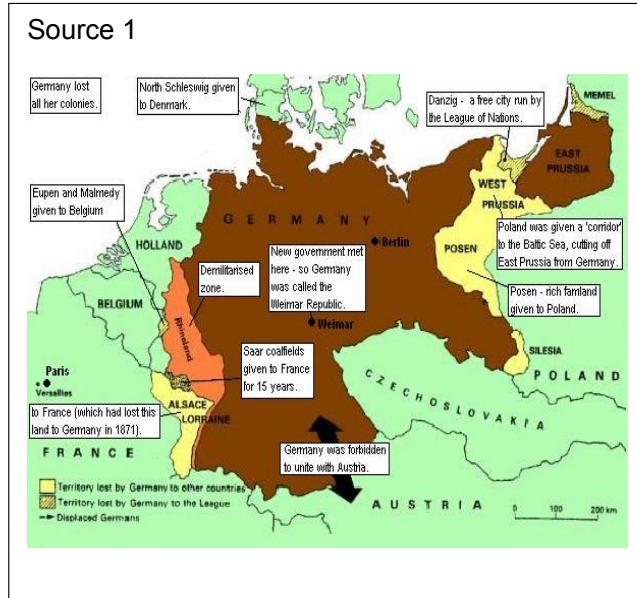 Source 1
Germany lost
all her colonies.
North Schleswig given
to Denmark.
Danzig - a free city run by
the League of Nations.
MEMEL
EAST
PRUSSIA
Eupen and Malmedy
given to Belgium
WEST
PRUSSIA
GERMANY
Berlin
Poland was given a 'corridor'
to the Baltic Sea, cutting off
East Prussia from Germany.
HOLLAND
New government met
here - so Germany
was called the
Weimar Republic.
POSEN
Demilitarised
zone.
Posen - rich famland
given to Poland.
BELGIUM
Rhineland
Weimar
SILESIA
Saar coalfields
given to France
for 15 years.
POLAND
Paris
Versailles
CZECHOSLOVAKIA
ALSACE
LORRAINE
to France (which had lost this
land to Germany in 1871).
FRANCE
Germany was forbidden
to unite with Austria.
AUSTRIA
Territory lost by Germany to other countries
Territory lost by Germany to the League
Displaced Germans
0 100 200 km